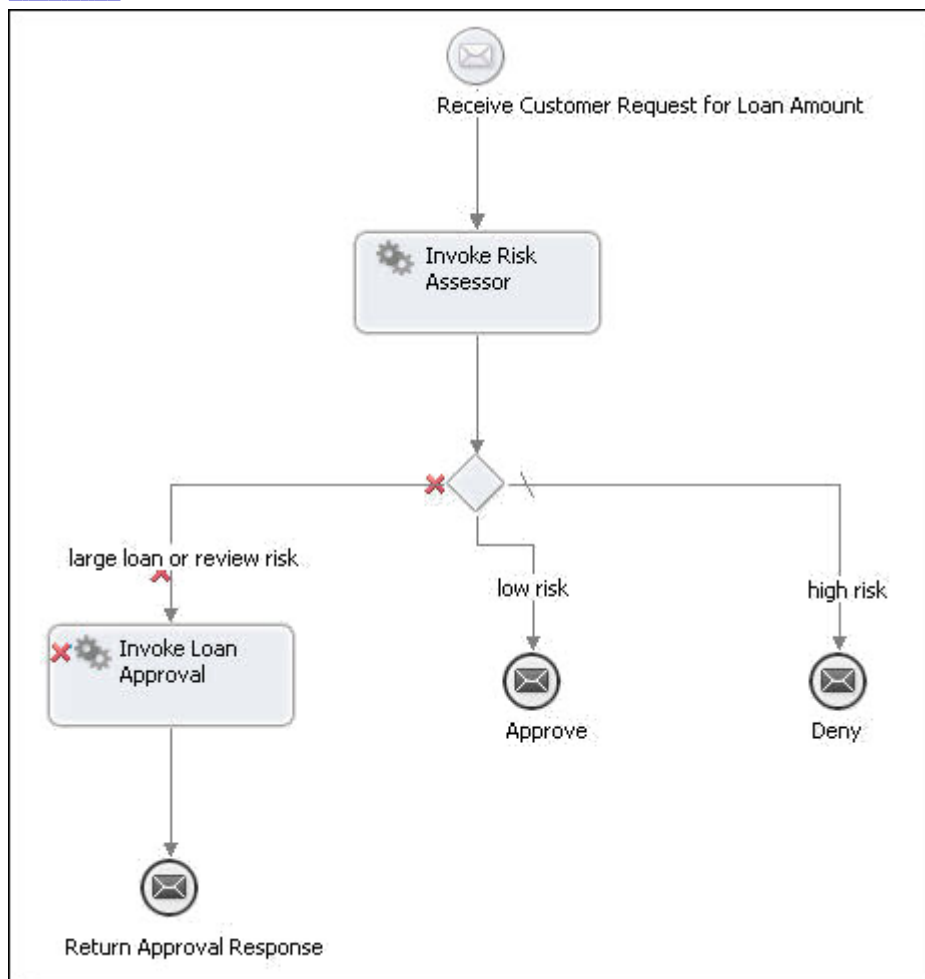 Receive Customer Request for Loan Amount
Invoke Risk
Assessor
large loan or review risk
low risk
high risk
Invoke Loan
Approval
Approve
Deny
Return Approval Response